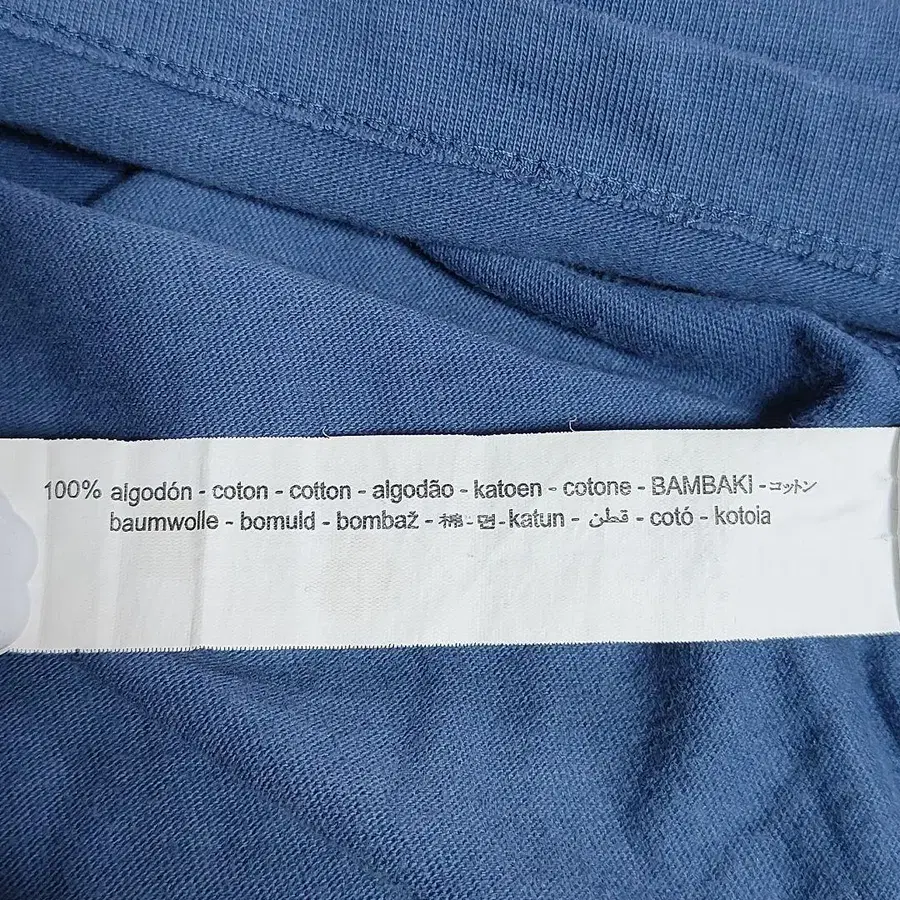 100% algodón - coton - cotton - algodão - katoen - cotone - BAMBAKI - コットン
baumwolle - bomuld - bombaž - 棉 - 면 - katun - قطن - cotó - kotoia